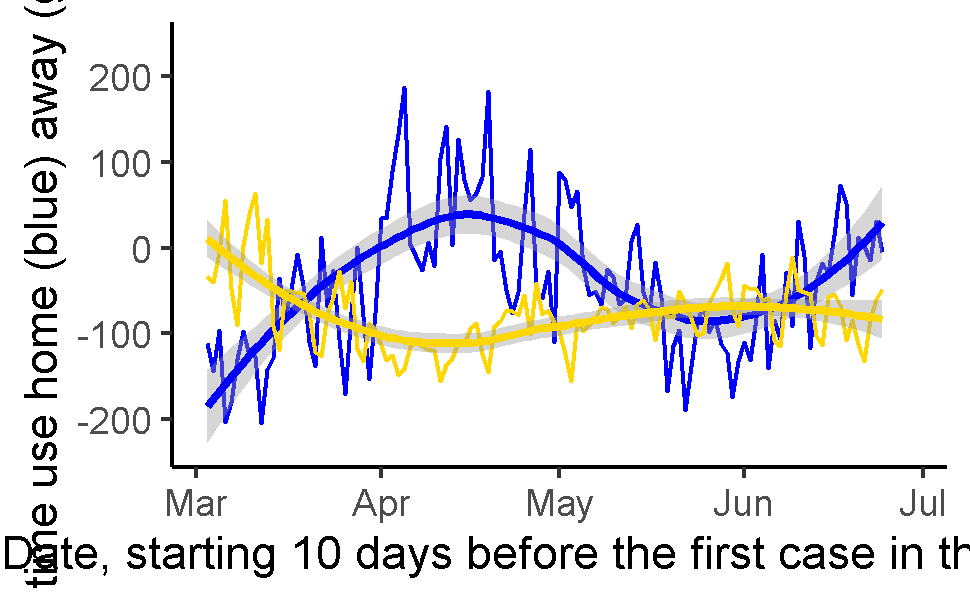 time use home (blue) away (
200
100
0
-100
-200
Mar Apr May Jun Jul
Date, starting 10 days before the first case in th